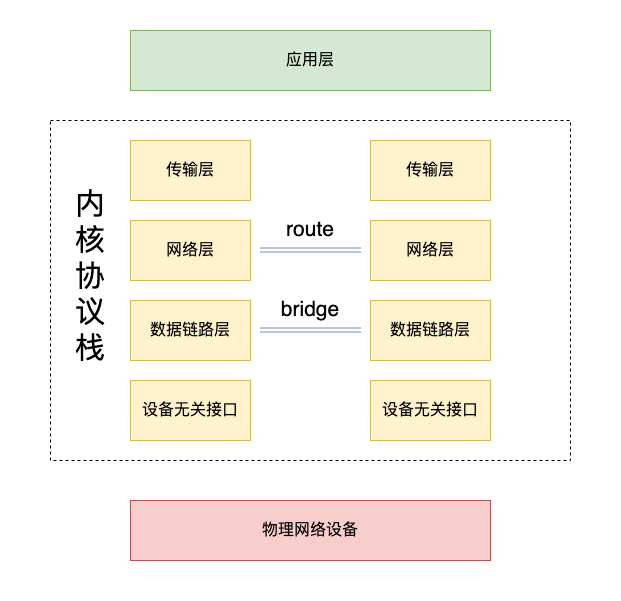 应用层
内核协议栈
传输层
传输层
route
网络层
网络层
bridge
数据链路层
数据链路层
设备无关接口
设备无关接口
物理网络设备